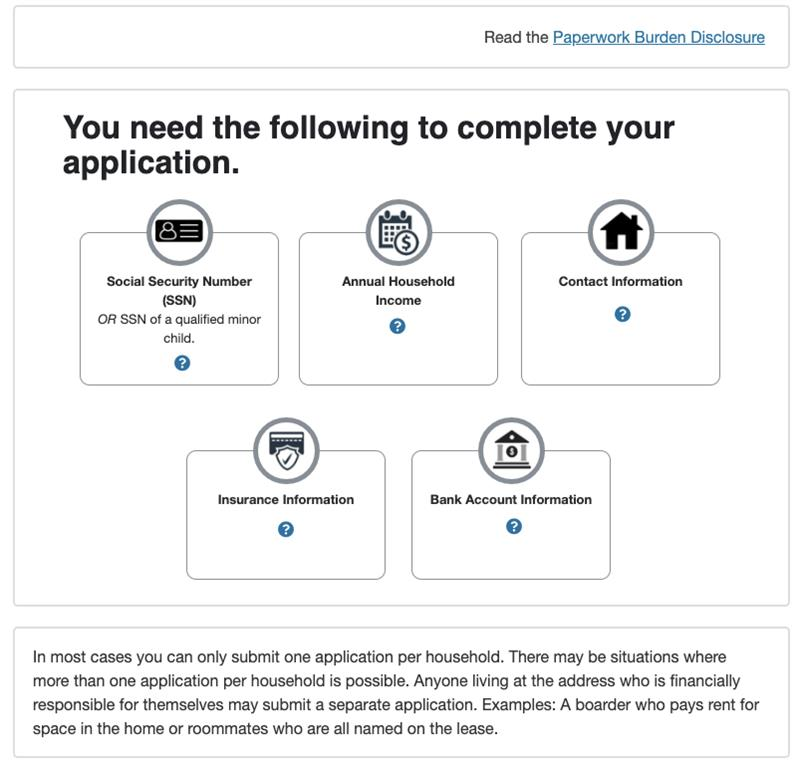 Read the Paperwork Burden Disclosure
You need the following to complete your
application.
Social Security Number
(SSN)
OR SSN of a qualified minor
child.
?
Annual Household
Income
?
Contact Information
?
Insurance Information
?
Bank Account Information
?
In most cases you can only submit one application per household. There may be situations where
more than one application per household is possible. Anyone living at the address who is financially
responsible for themselves may submit a separate application. Examples: A boarder who pays rent for
space in the home or roommates who are all named on the lease.